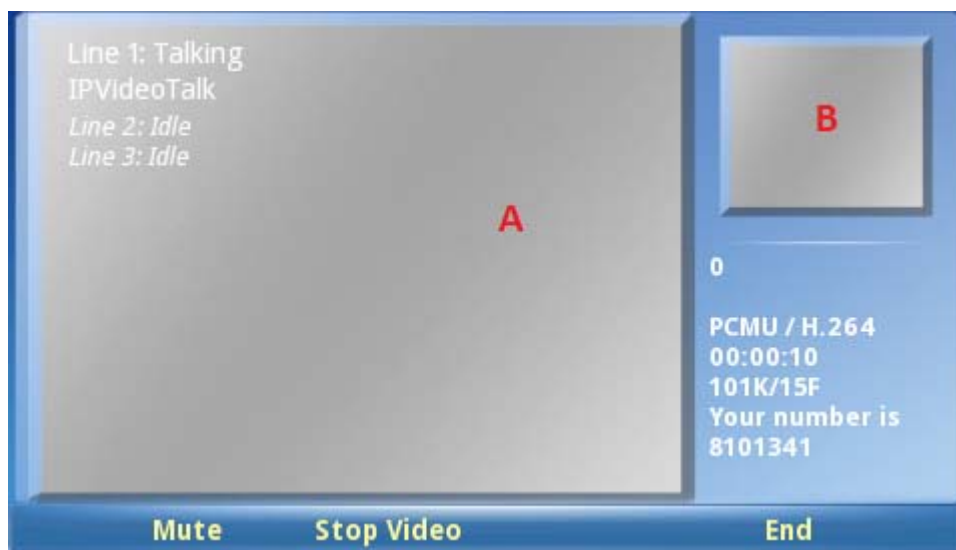 Line 1: Talking
IPVideoTalk
Line 2: Idle
Line 3: Idle
A
B
0
PCMU / H.264
00:00:10
101K/15F
Your number is
8101341
Mute Stop Video End